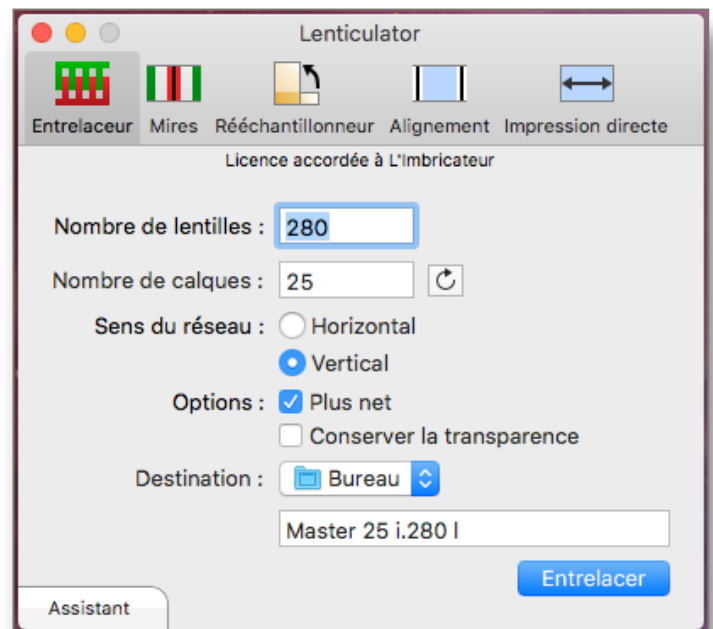 Lenticulator
Entrelaceur Mires Rééchantillonneur Alignement Impression directe
Licence accordée à L'Imbricateur
Nombre de lentilles : 280
Nombre de calques : 25
Sens du réseau : Horizontal
Vertical
Options : Plus net
Conserver la transparence
Destination : Bureau
Master 25 i.280 l
Entrelacer
Assistant